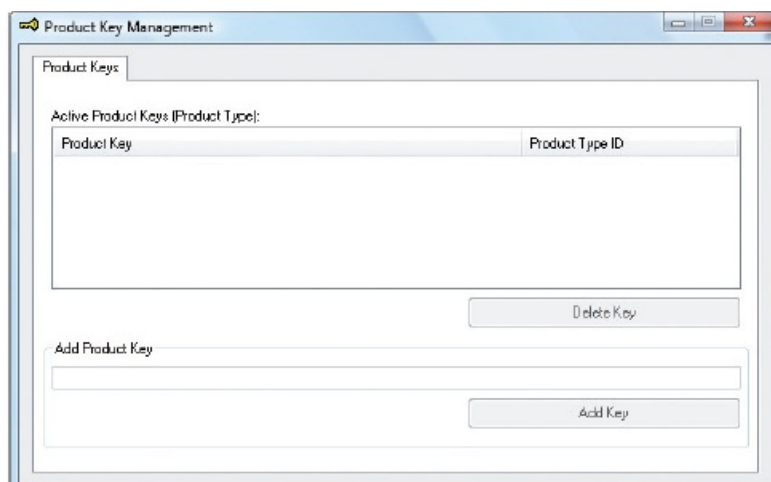 Product Key Management
Product Keys
Active Product Keys (Product Type):
Product Key Product Type ID
Delete Key
Add Product Key
Add Key